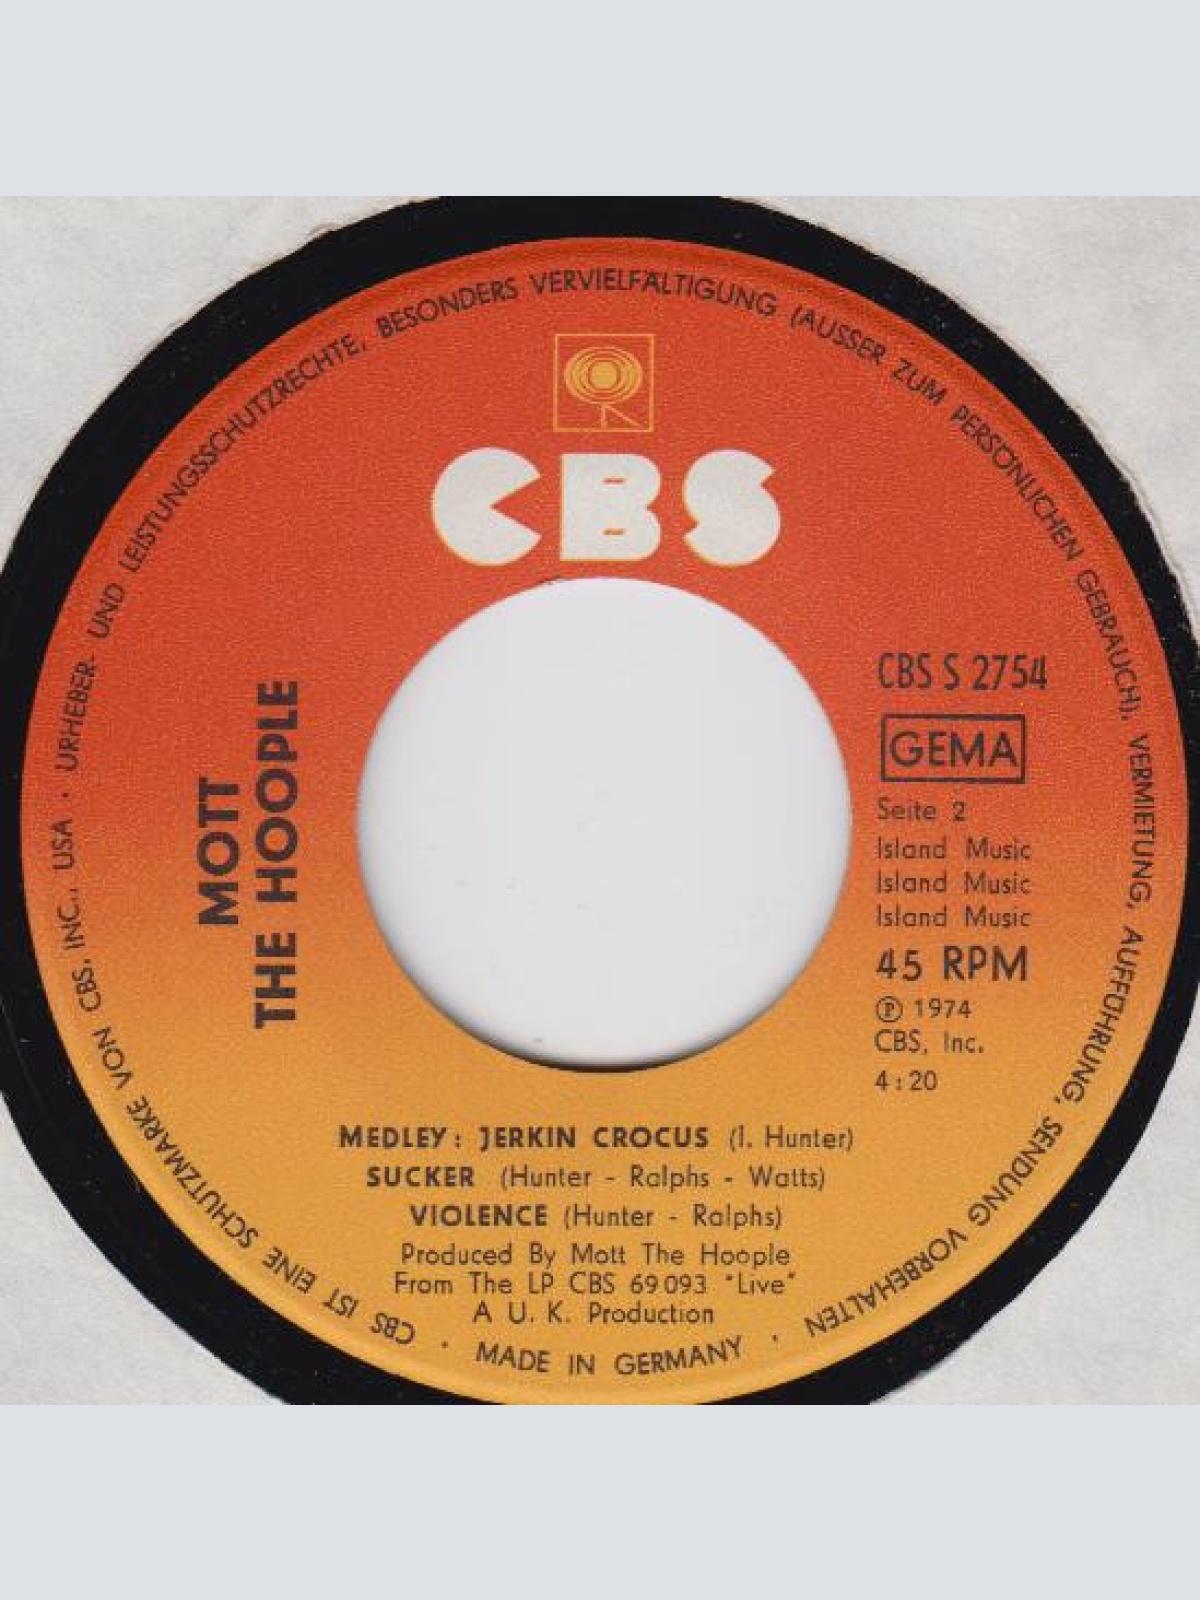 CBS IST EINE SCHUTZMARKE VON CBS, INC., USA · URHEBER- UND LEISTUNGSSCHUTZRECHTE, BESONDERS VERVIELFÄLTIGUNG (AUSSER ZUM PERSÖNLICHEN GEBRAUCH), VERMIETUNG, AUFFÜHRUNG, SENDUNG VORBEHALTEN ·
CBS
MOTT
THE HOOPLE
CBS S 2754
GEMA
Seite 2
Island Music
Island Music
Island Music
45 RPM
℗ 1974
CBS, Inc.
4:20
MEDLEY: JERKIN CROCUS (I. Hunter)
SUCKER (Hunter - Ralphs - Watts)
VIOLENCE (Hunter - Ralphs)
Produced By Mott The Hoople
From The LP CBS 69 093 "Live"
A U. K. Production
· MADE IN GERMANY ·